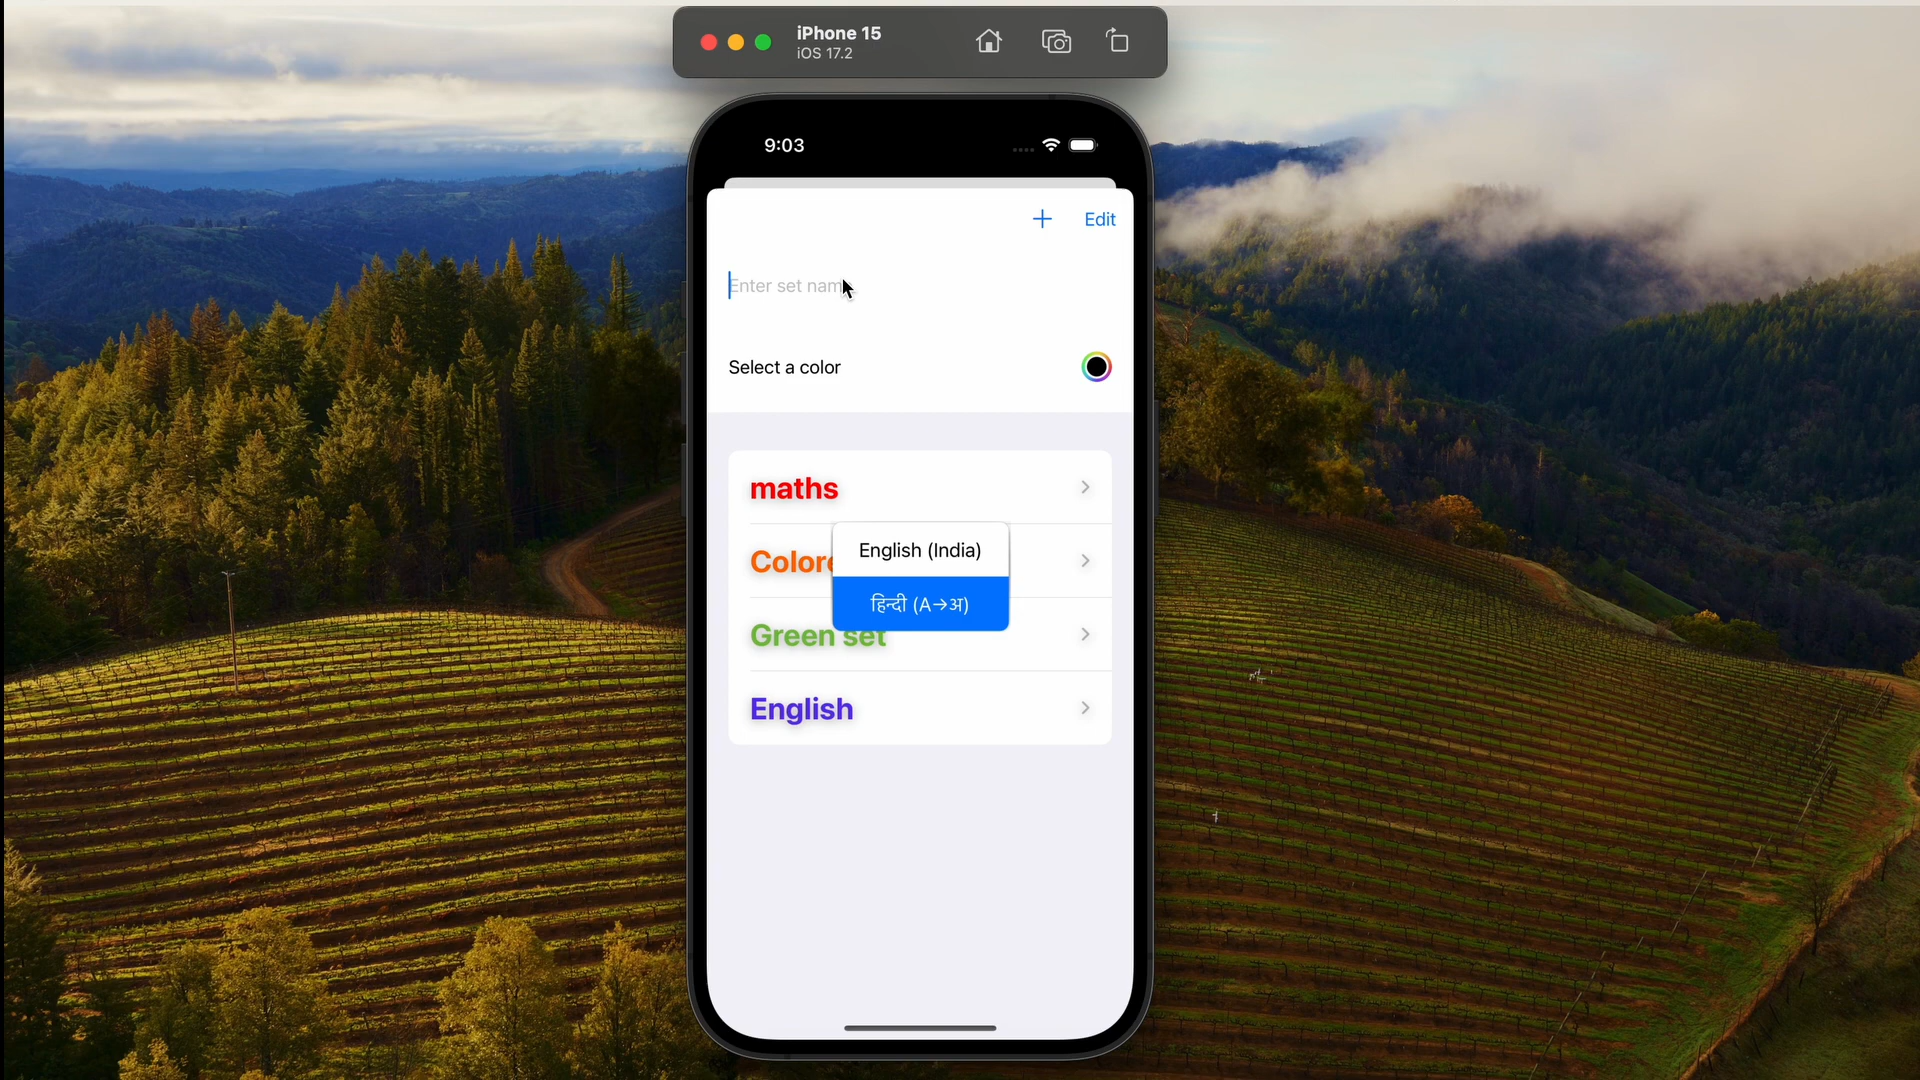 iPhone 15
iOS 17.2
9:03
Edit
Enter set nam
Select a color
maths
Colore
English (India)
हिन्दी (A→अ)
Green set
English